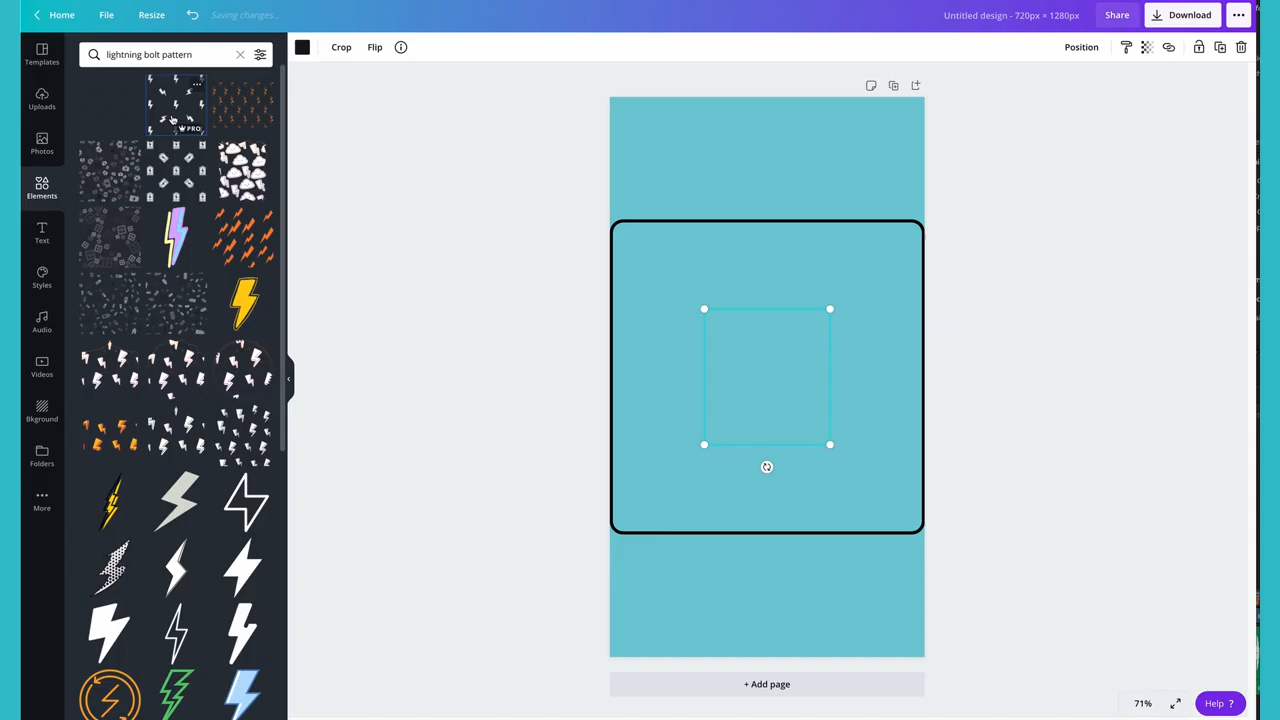 Home File Resize Saving changes... Untitled design - 720px × 1280px Share Download
Templates
Uploads
Photos
Elements
Text
Styles
Audio
Videos
Bkground
Folders
More
lightning bolt pattern
PRO
Crop Flip Position
+ Add page
71% Help ?